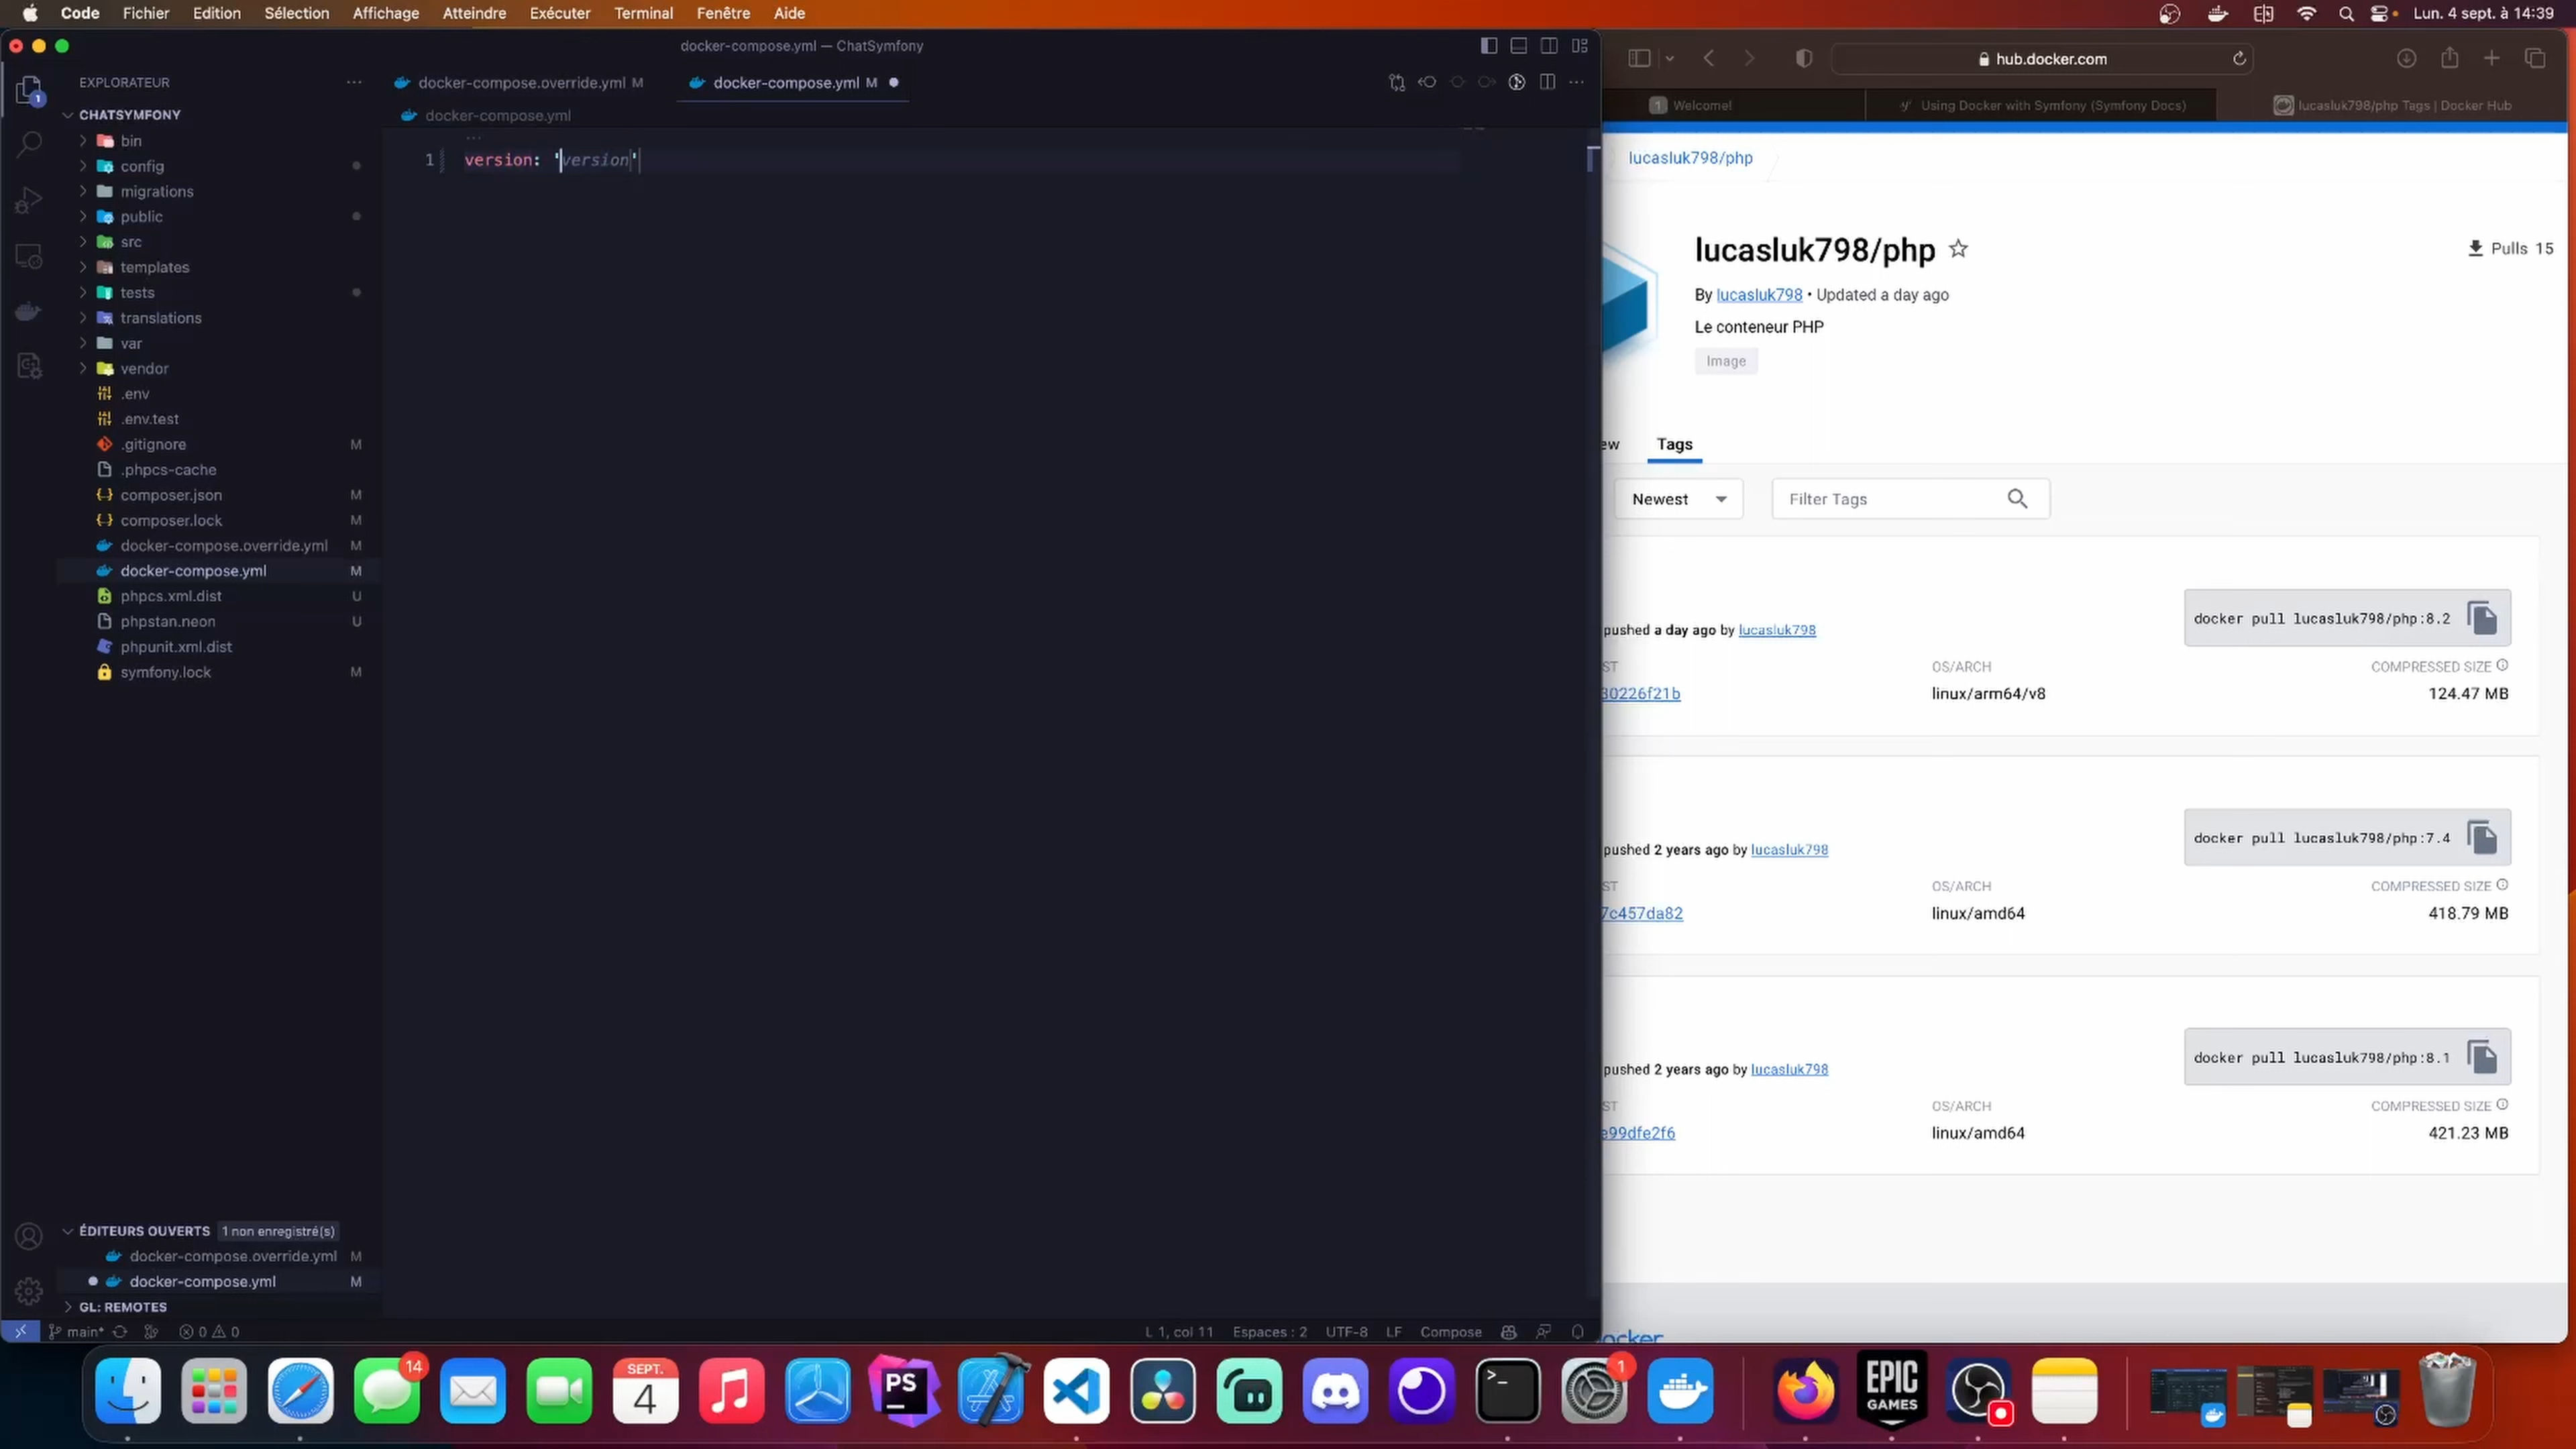 Code Fichier Edition Sélection Affichage Atteindre Exécuter Terminal Fenêtre Aide
Lun. 4 sept. à 14:39
docker-compose.yml — ChatSymfony
EXPLORATEUR
CHATSYMFONY
bin
config
migrations
public
src
templates
tests
translations
var
vendor
.env
.env.test
.gitignore M
.phpcs-cache
composer.json M
composer.lock M
docker-compose.override.yml M
docker-compose.yml M
phpcs.xml.dist U
phpstan.neon U
phpunit.xml.dist
symfony.lock M
ÉDITEURS OUVERTS 1 non enregistré(s)
docker-compose.override.yml M
docker-compose.yml M
GL: REMOTES
1
docker-compose.override.yml M
docker-compose.yml M
docker-compose.yml
1 version: 'version'
main* 0 0
L 1, col 11 Espaces : 2 UTF-8 LF Compose
hub.docker.com
1 Welcome!
Using Docker with Symfony (Symfony Docs)
lucasluk798/php Tags | Docker Hub
lucasluk798/php
lucasluk798/php
Pulls 15
By lucasluk798 • Updated a day ago
Le conteneur PHP
Image
ew Tags
Newest
Filter Tags
pushed a day ago by lucasluk798
docker pull lucasluk798/php:8.2
ST OS/ARCH COMPRESSED SIZE
30226f21b linux/arm64/v8 124.47 MB
pushed 2 years ago by lucasluk798
docker pull lucasluk798/php:7.4
ST OS/ARCH COMPRESSED SIZE
7c457da82 linux/amd64 418.79 MB
pushed 2 years ago by lucasluk798
docker pull lucasluk798/php:8.1
ST OS/ARCH COMPRESSED SIZE
e99dfe2f6 linux/amd64 421.23 MB
docker
14
SEPT.
4
PS
>_
1
EPIC
GAMES